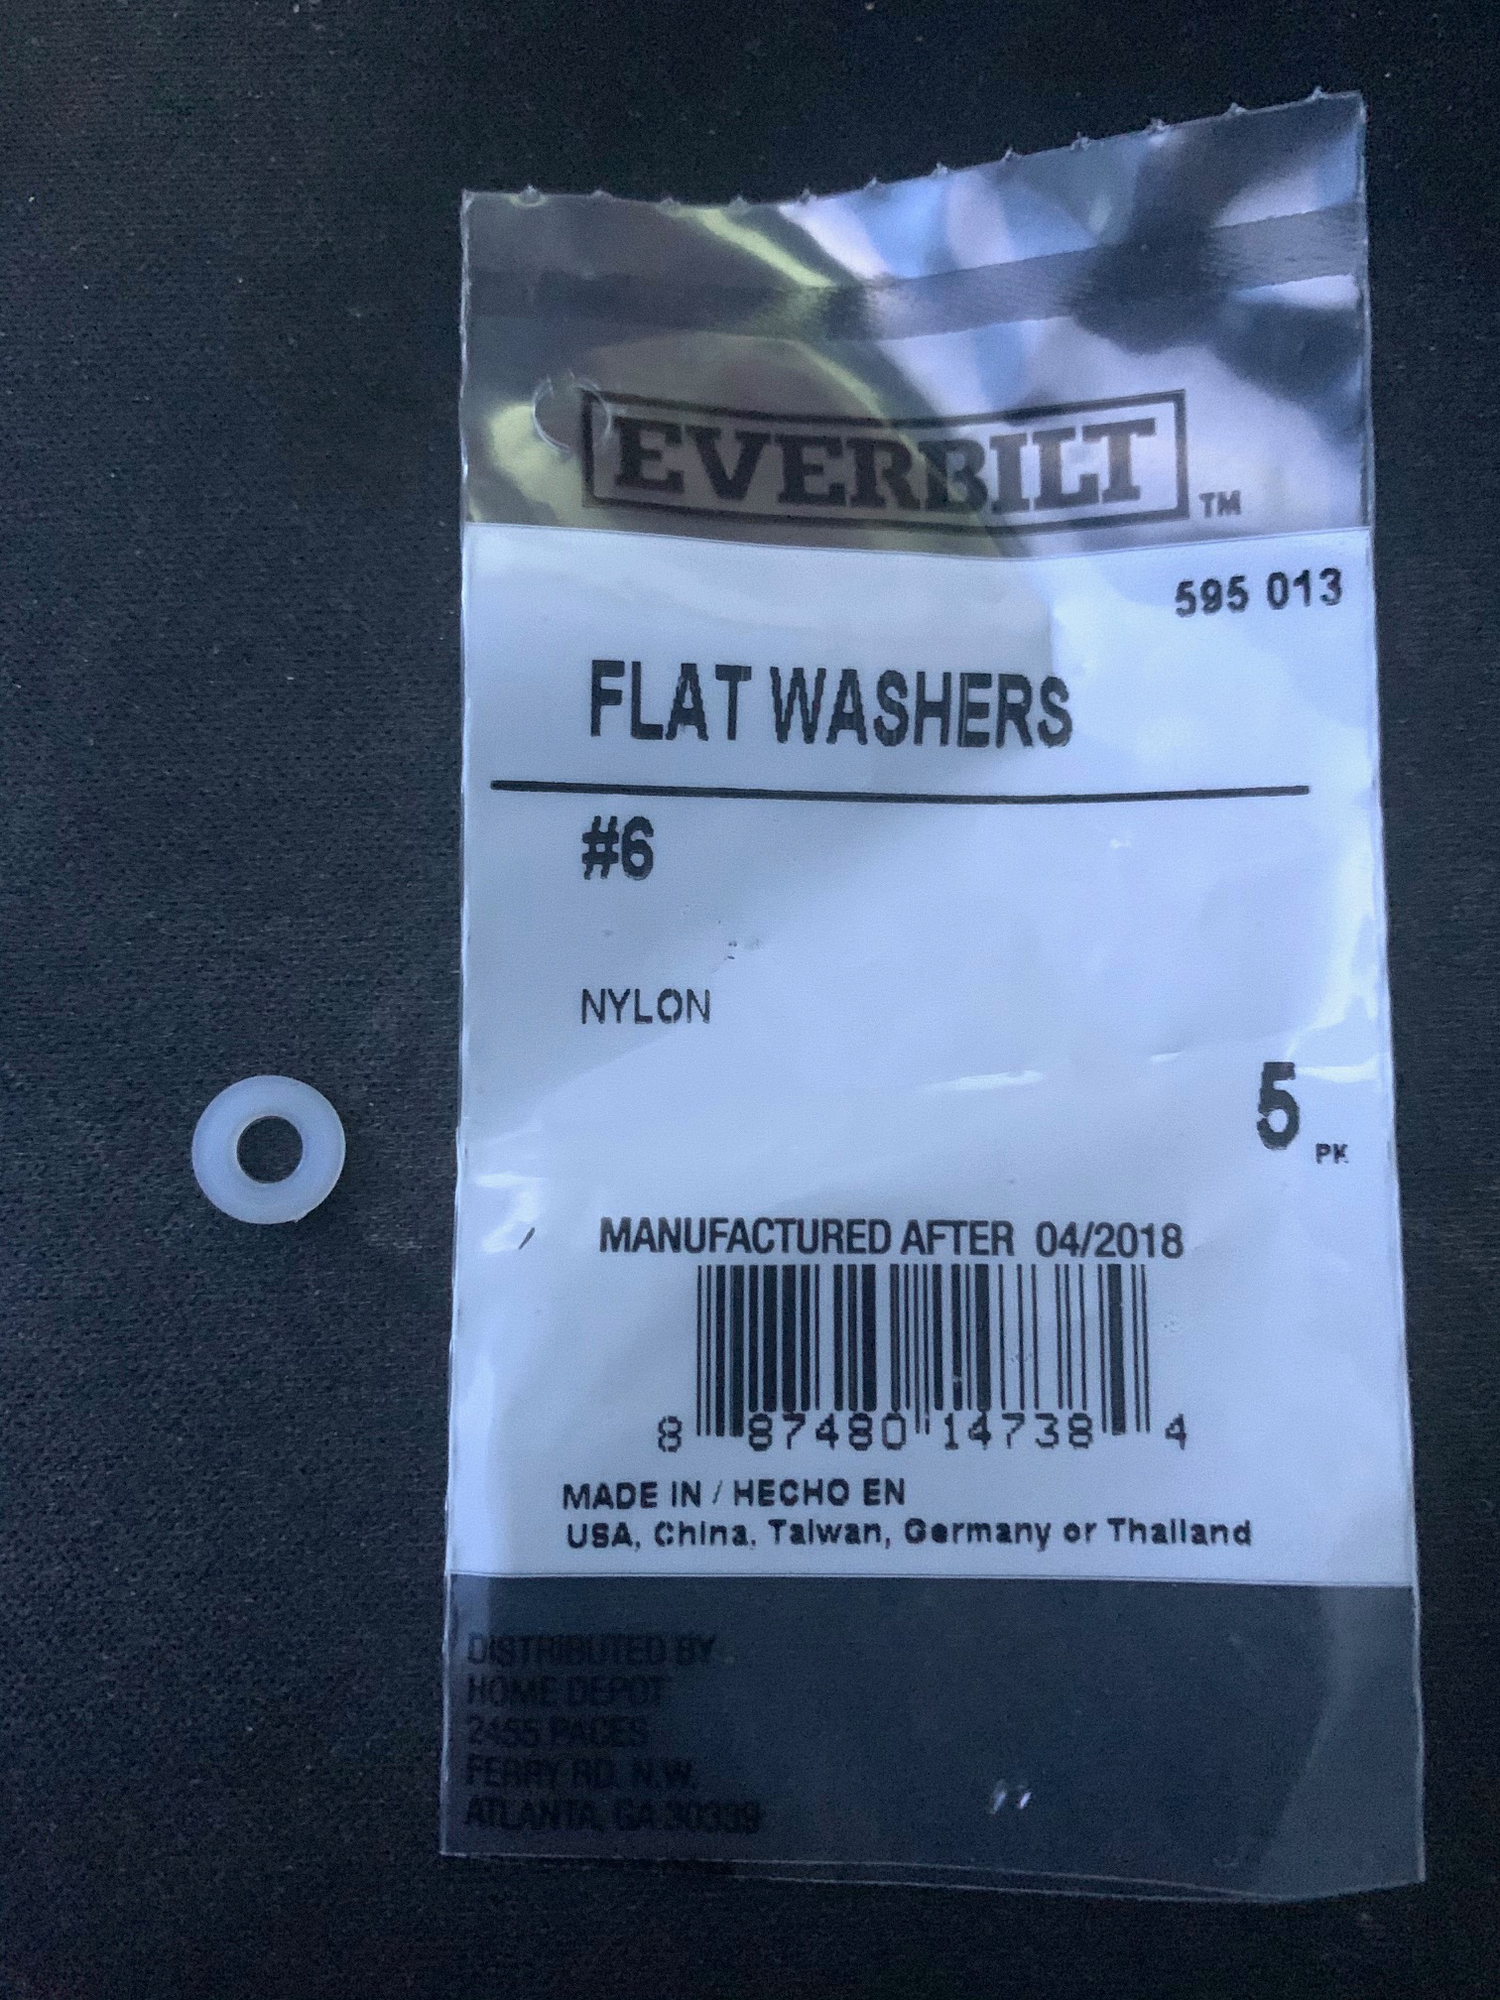 EVERBILT TM
595 013
FLAT WASHERS
#6
NYLON
5 PK
MANUFACTURED AFTER 04/2018
8 87480 14738 4
MADE IN / HECHO EN
USA, China, Taiwan, Germany or Thailand
DISTRIBUTED BY
HOME DEPOT
2455 PACES
FERRY RD. N.W.
ATLANTA, GA 30339